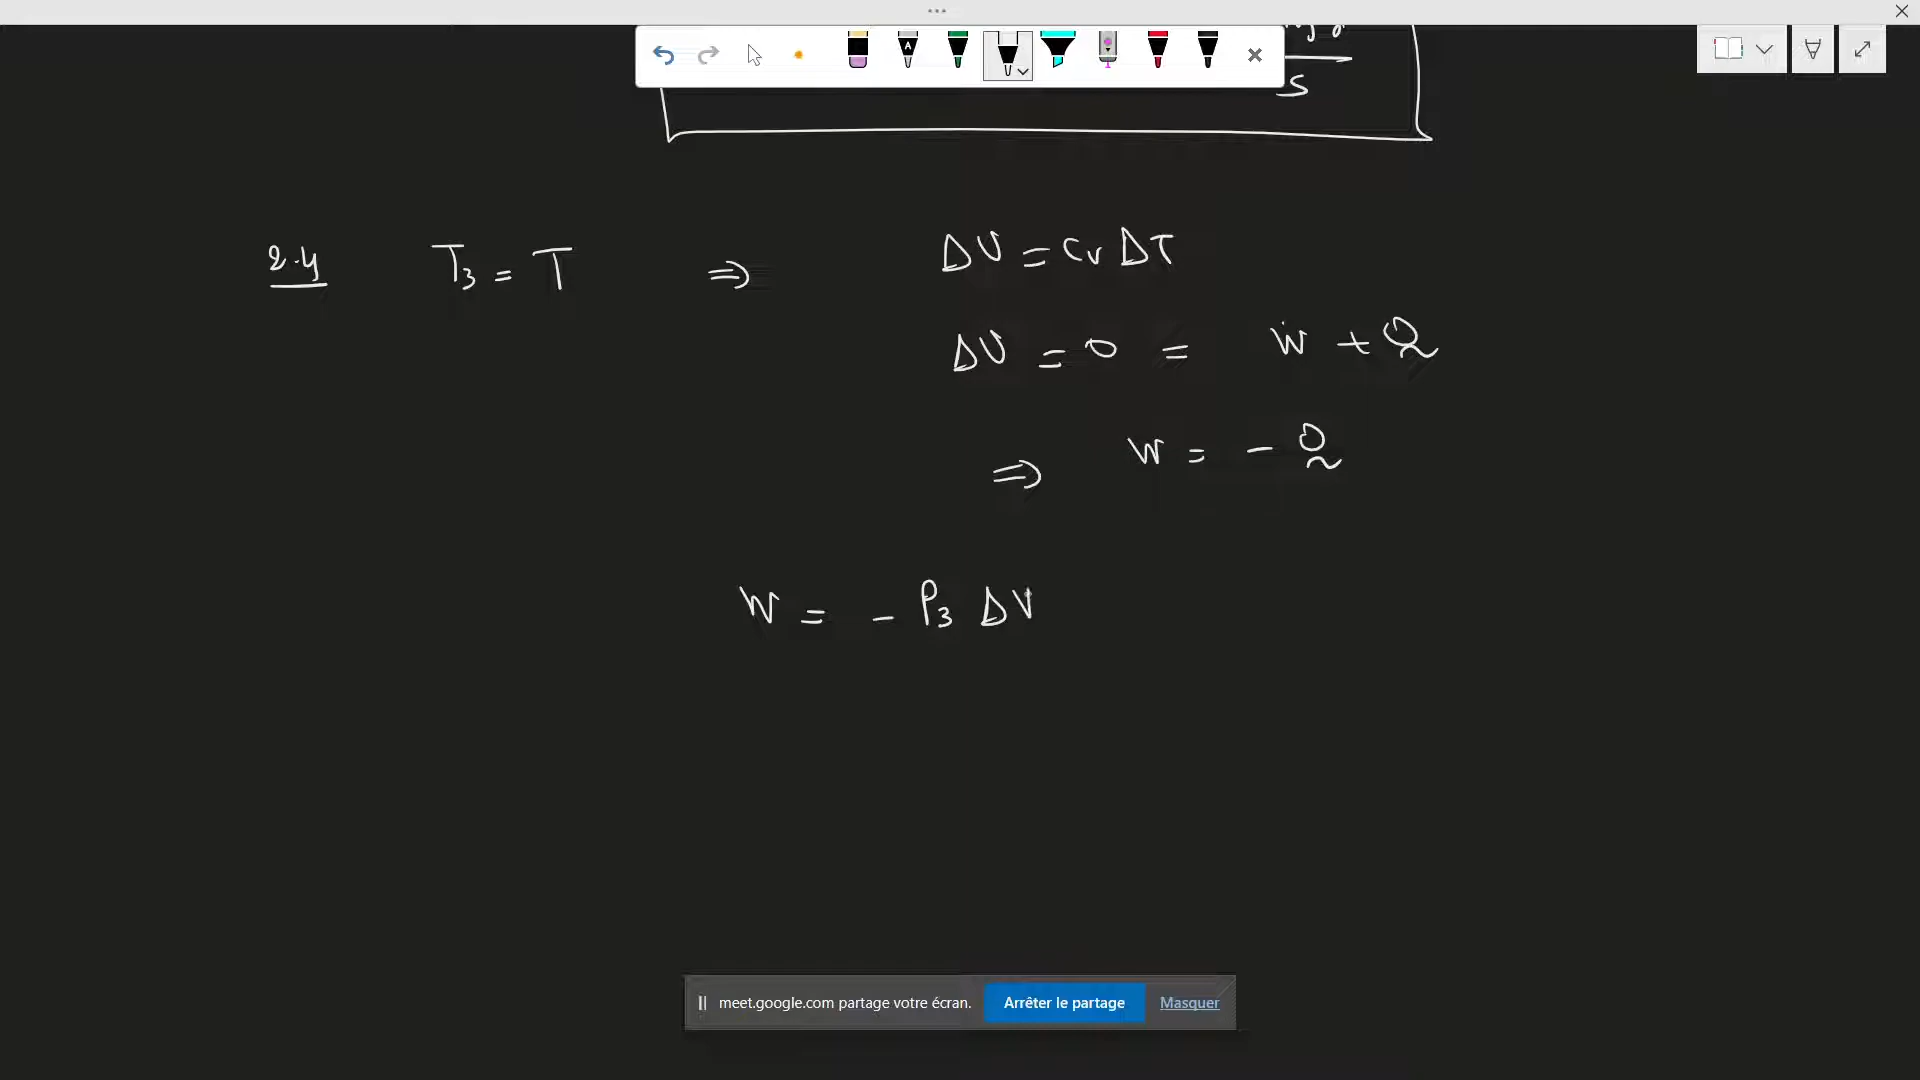 S
2.4 T₃ = T ⇒ ΔU = Cv ΔT
ΔU = 0 = W + Q
⇒ W = - Q
W = - P₃ ΔV
meet.google.com partage votre écran. Arrêter le partage Masquer